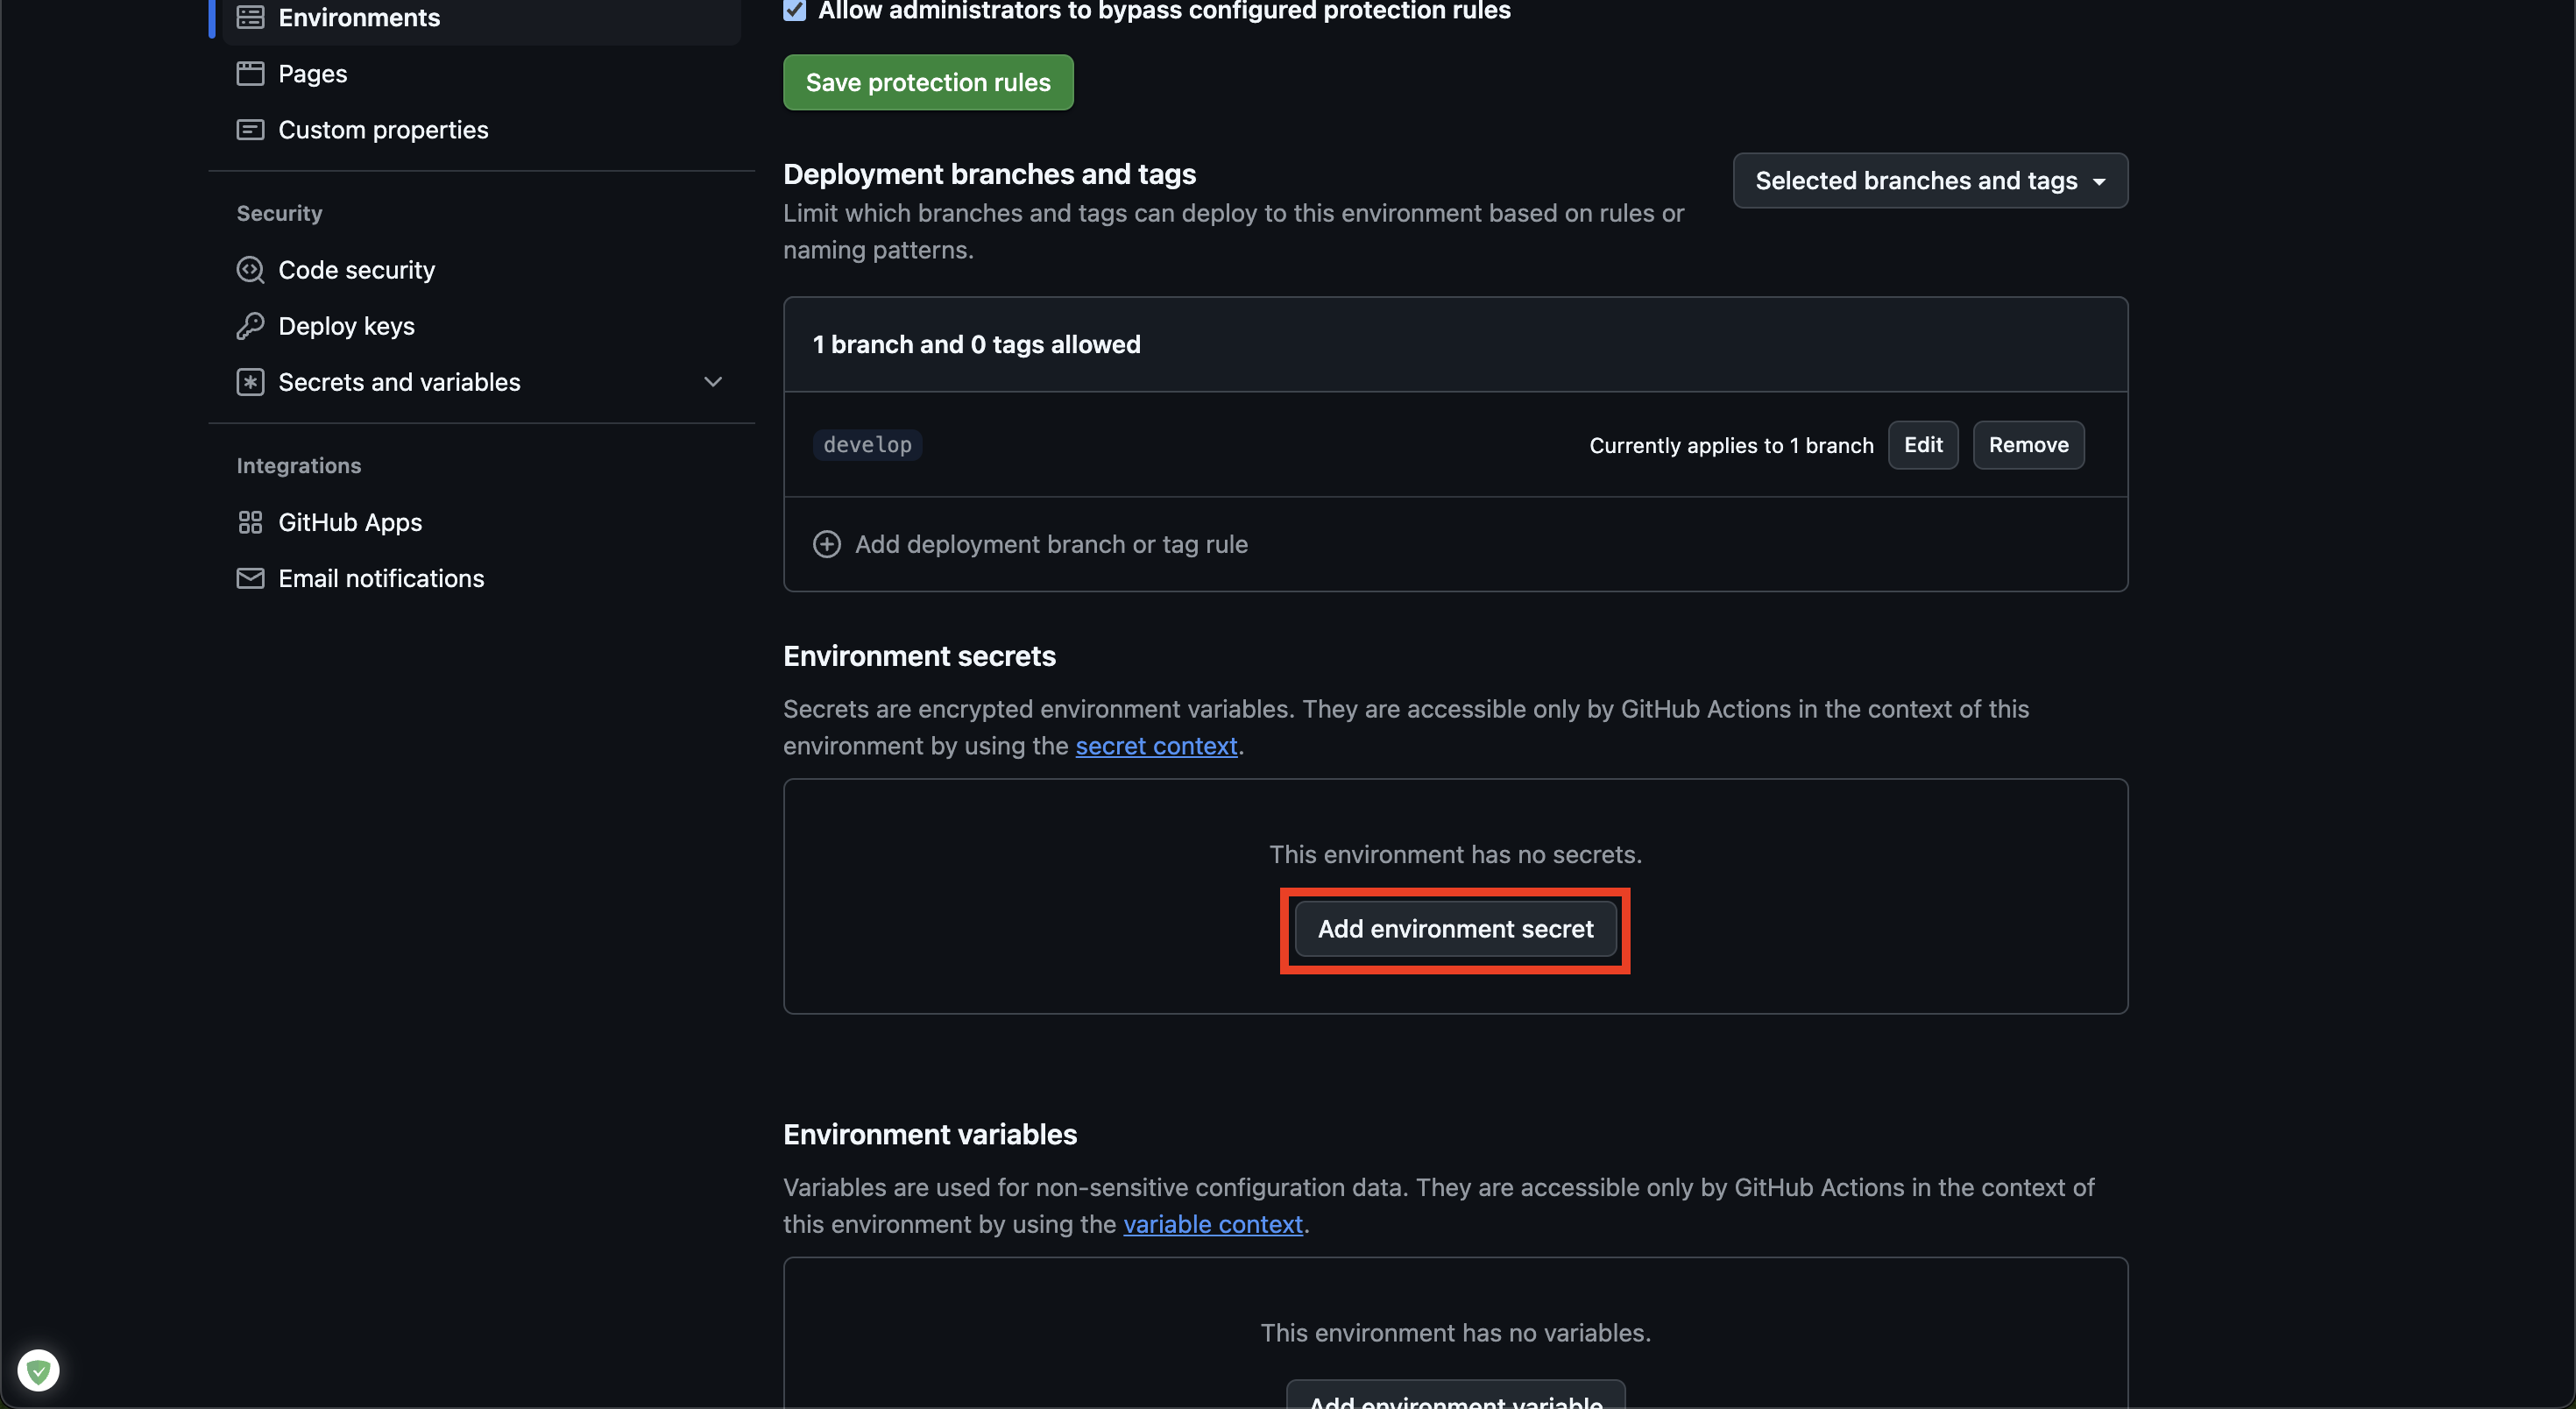 Environments
Pages
Custom properties
Security
Code security
Deploy keys
Secrets and variables
Integrations
GitHub Apps
Email notifications
Allow administrators to bypass configured protection rules
Save protection rules
Deployment branches and tags
Limit which branches and tags can deploy to this environment based on rules or
naming patterns.
Selected branches and tags
1 branch and 0 tags allowed
develop
Currently applies to 1 branch
Edit
Remove
Add deployment branch or tag rule
Environment secrets
Secrets are encrypted environment variables. They are accessible only by GitHub Actions in the context of this
environment by using the secret context.
This environment has no secrets.
Add environment secret
Environment variables
Variables are used for non-sensitive configuration data. They are accessible only by GitHub Actions in the context of
this environment by using the variable context.
This environment has no variables.
Add environment variable